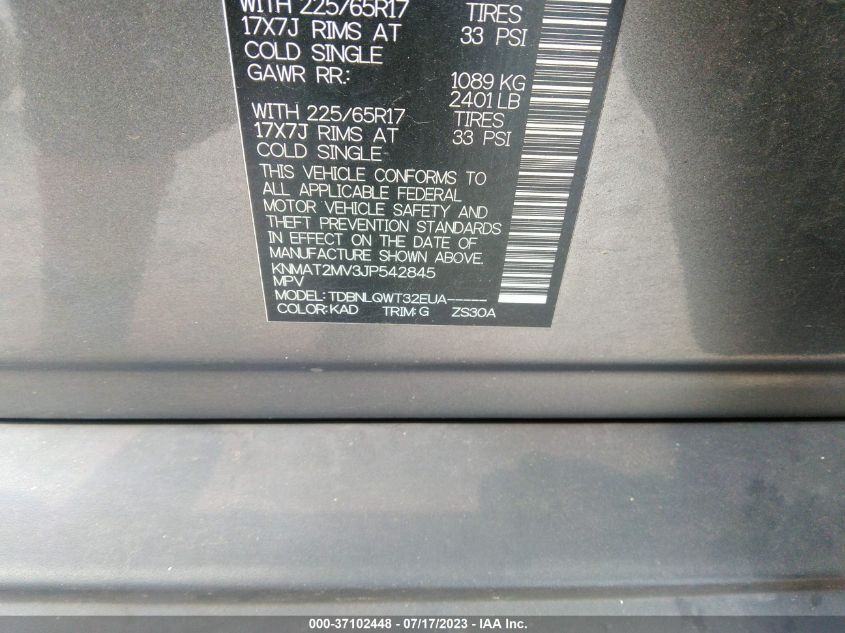 WITH 225/65R17 TIRES
17X7J RIMS AT 33 PSI
COLD SINGLE
GAWR RR: 1089 KG
2401 LB
WITH 225/65R17 TIRES
17X7J RIMS AT 33 PSI
COLD SINGLE
THIS VEHICLE CONFORMS TO
ALL APPLICABLE FEDERAL
MOTOR VEHICLE SAFETY AND
THEFT PREVENTION STANDARDS
IN EFFECT ON THE DATE OF
MANUFACTURE SHOWN ABOVE.
KNMAT2MV3JP542845
MPV
MODEL: TDBNLQWT32EUA-----
COLOR: KAD TRIM: G ZS30A
000-37102448 - 07/17/2023 - IAA Inc.